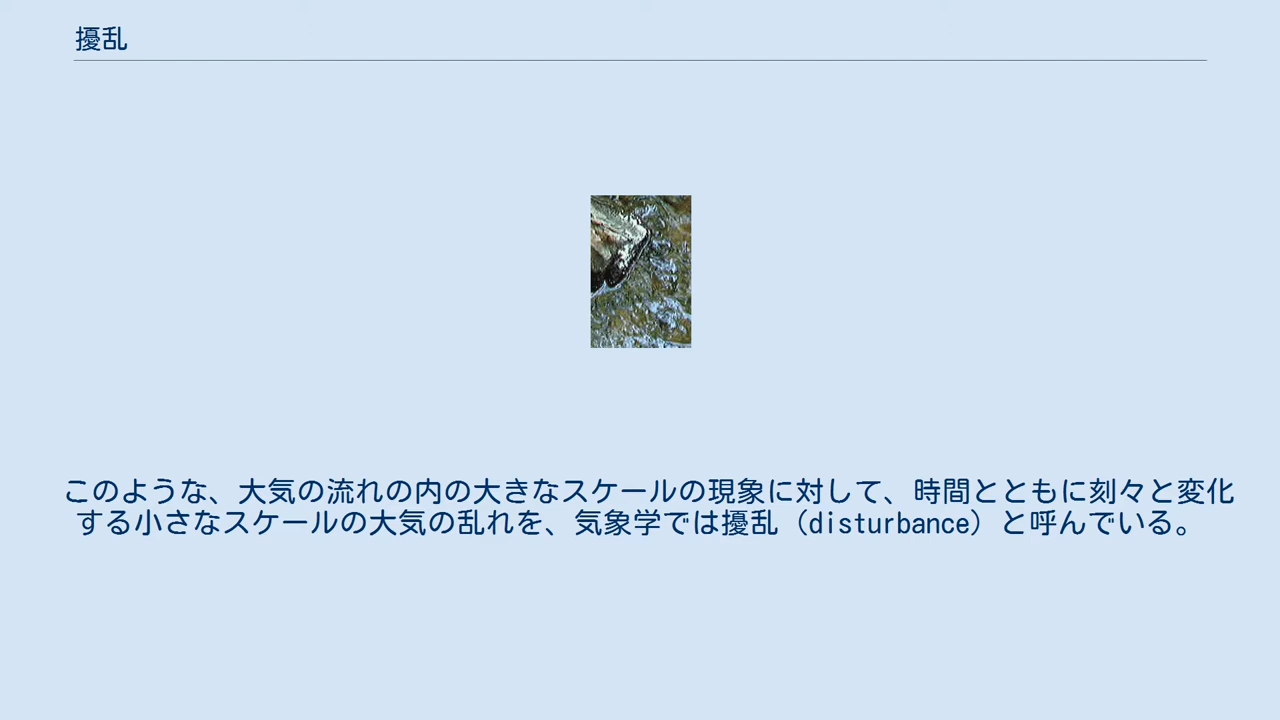 擾乱
このような、大気の流れの内の大きなスケールの現象に対して、時間とともに刻々と変化
する小さなスケールの大気の乱れを、気象学では擾乱（disturbance）と呼んでいる。